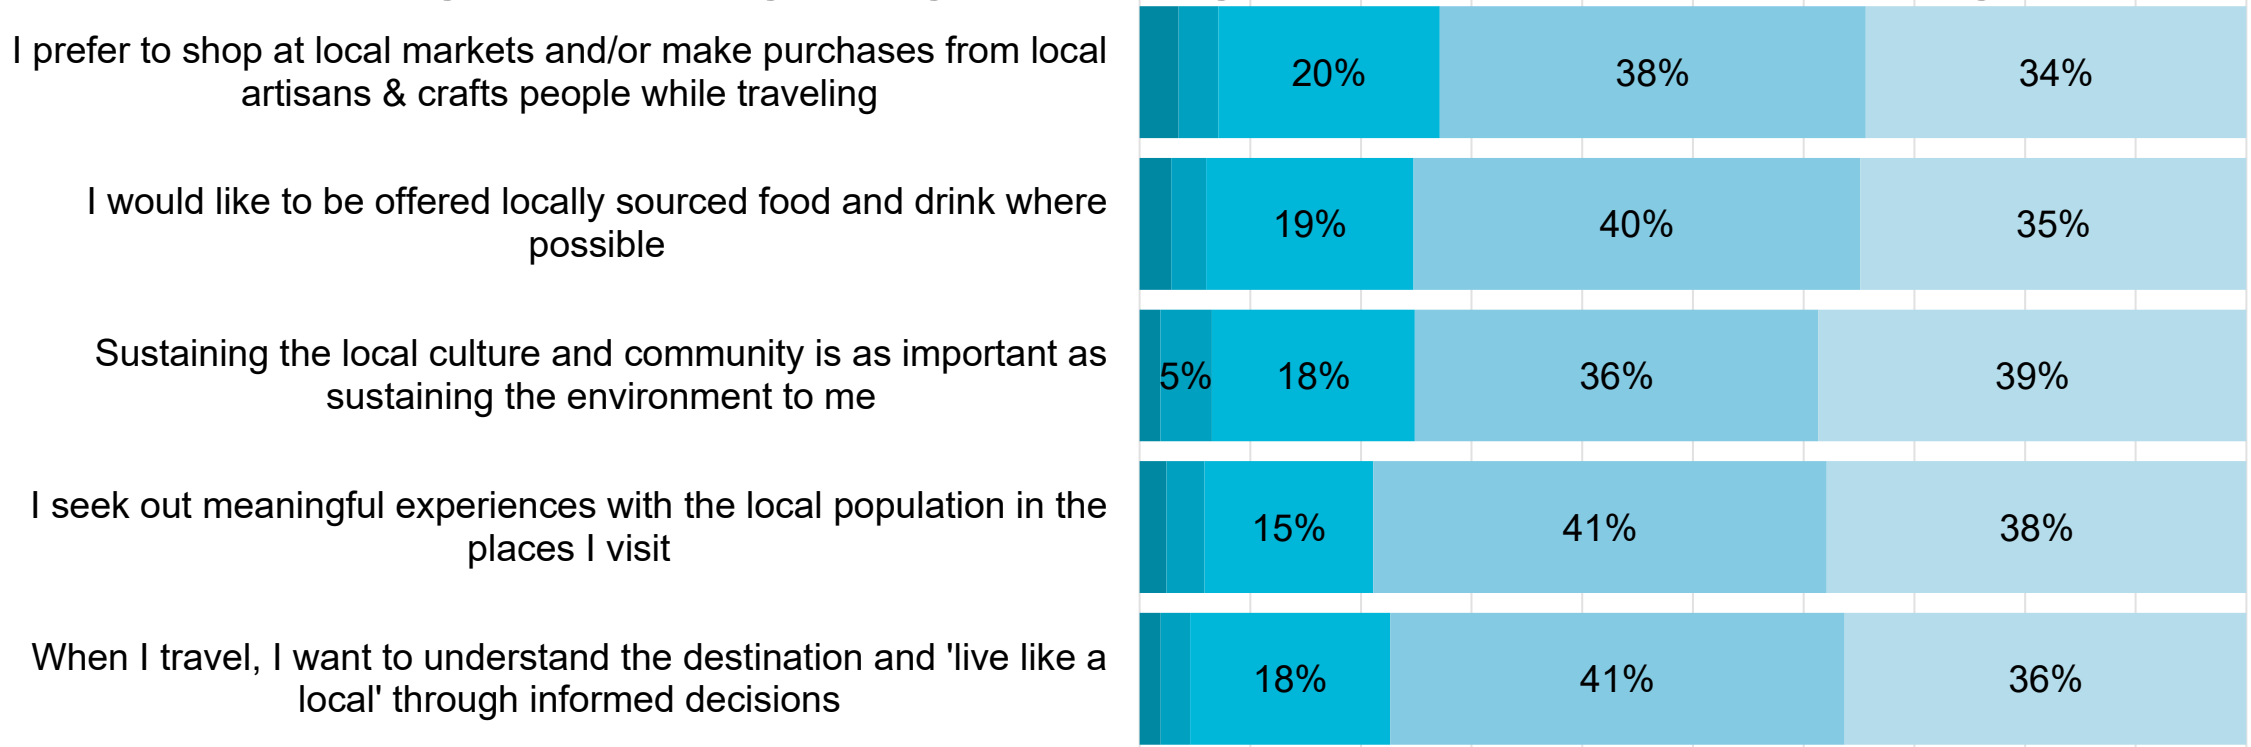 I prefer to shop at local markets and/or make purchases from local
artisans & crafts people while traveling
20% 38% 34%
I would like to be offered locally sourced food and drink where
possible
19% 40% 35%
Sustaining the local culture and community is as important as
sustaining the environment to me
5% 18% 36% 39%
I seek out meaningful experiences with the local population in the
places I visit
15% 41% 38%
When I travel, I want to understand the destination and 'live like a
local' through informed decisions
18% 41% 36%